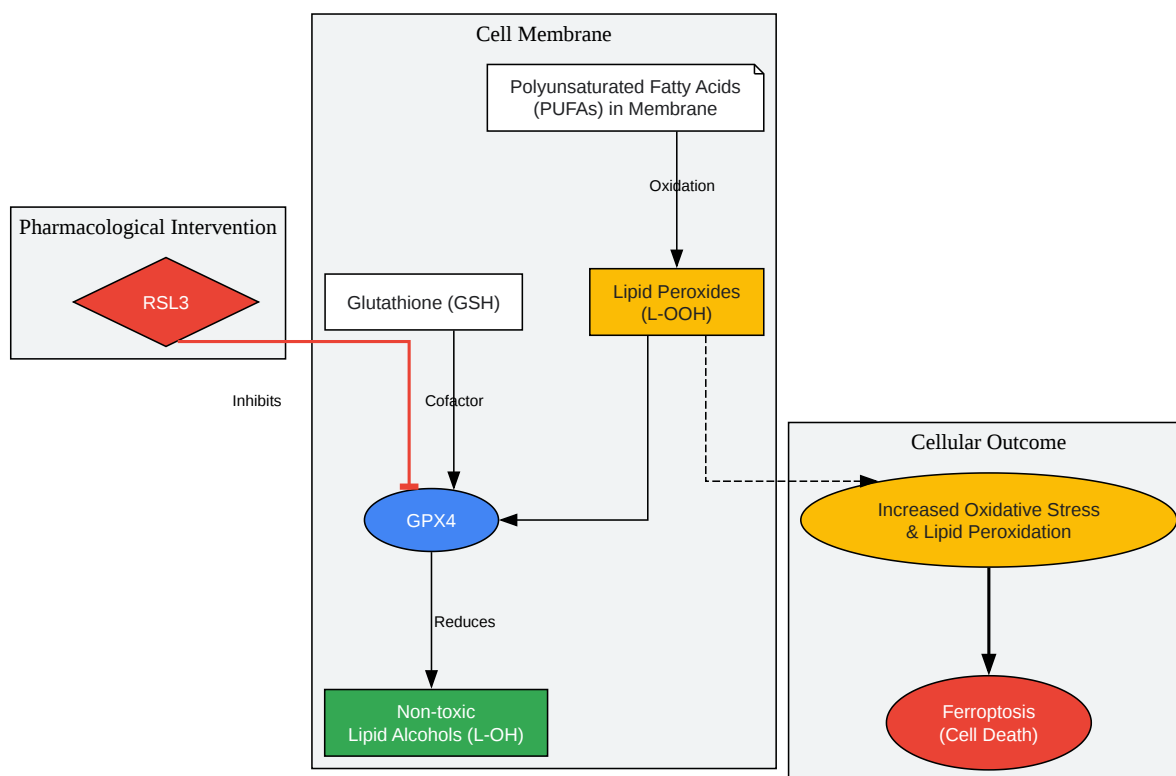 Cell Membrane
Polyunsaturated Fatty Acids
(PUFAs) in Membrane
Oxidation
Pharmacological Intervention
RSL3
Glutathione (GSH)
Lipid Peroxides
(L-OOH)
Inhibits
Cofactor
Cellular Outcome
GPX4
Increased Oxidative Stress
& Lipid Peroxidation
Reduces
Non-toxic
Lipid Alcohols (L-OH)
Ferroptosis
(Cell Death)